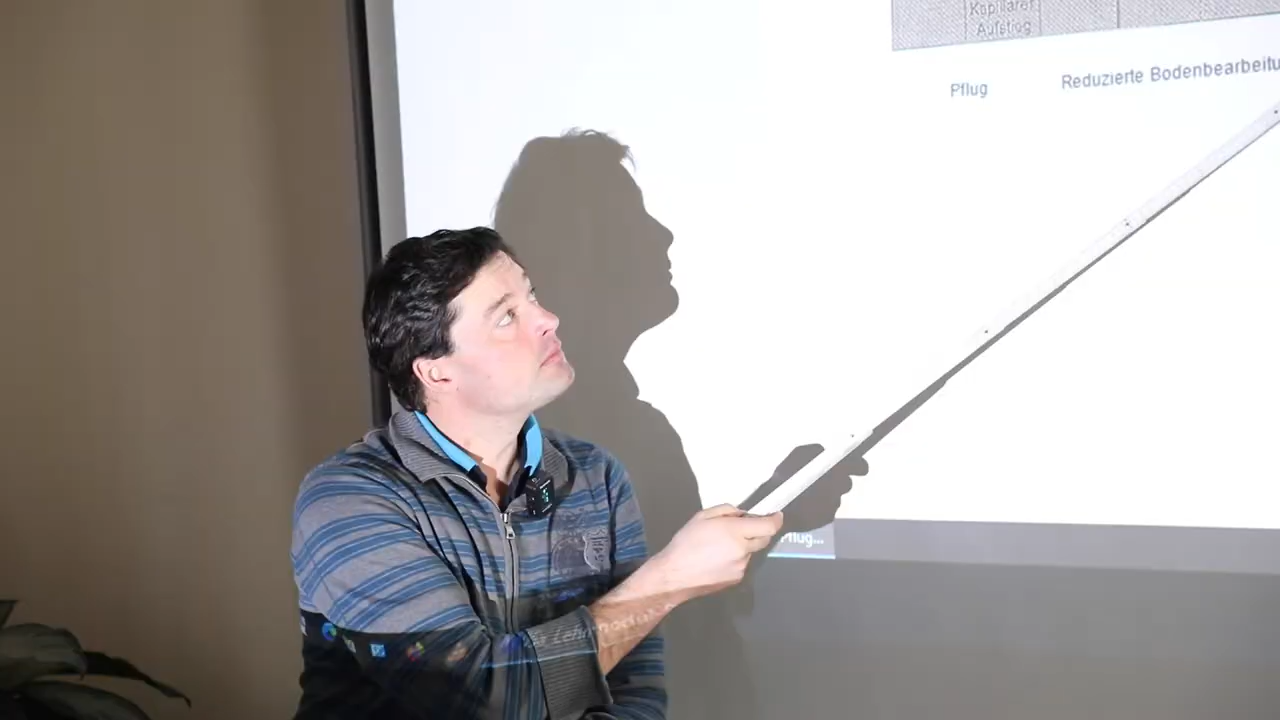 Kapillarer
Aufstieg
Pflug
Reduzierte Bodenbearbeitu
Pflug...